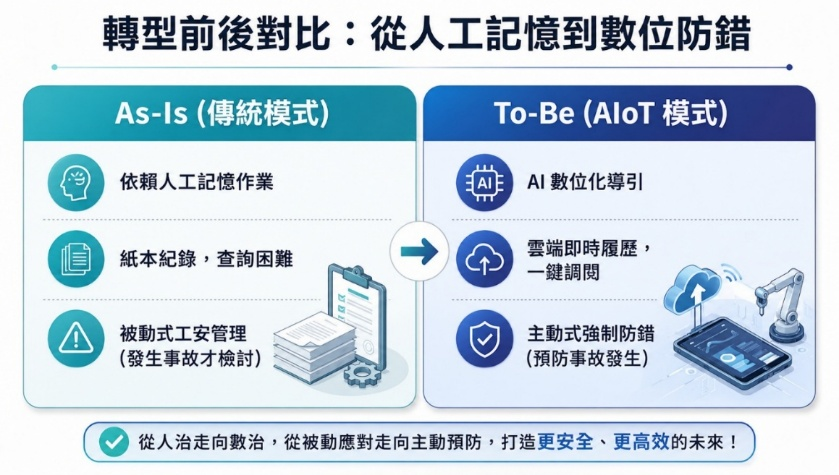 轉型前後對比：從人工記憶到數位防錯
As-Is (傳統模式)
依賴人工記憶作業
紙本紀錄，查詢困難
被動式工安管理
(發生事故才檢討)
To-Be (AIoT 模式)
AI
AI 數位化導引
雲端即時履歷，
一鍵調閱
主動式強制防錯
(預防事故發生)
從人治走向數治，從被動應對走向主動預防，打造更安全、更高效的未來！